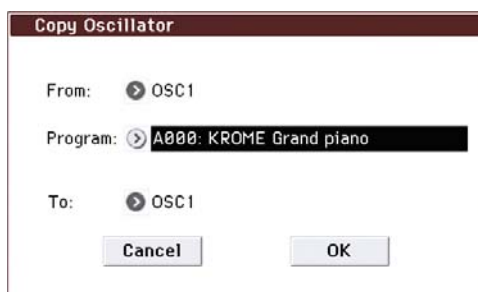 Copy Oscillator
From: OSC1
Program: A000: KROME Grand piano
To: OSC1
Cancel OK